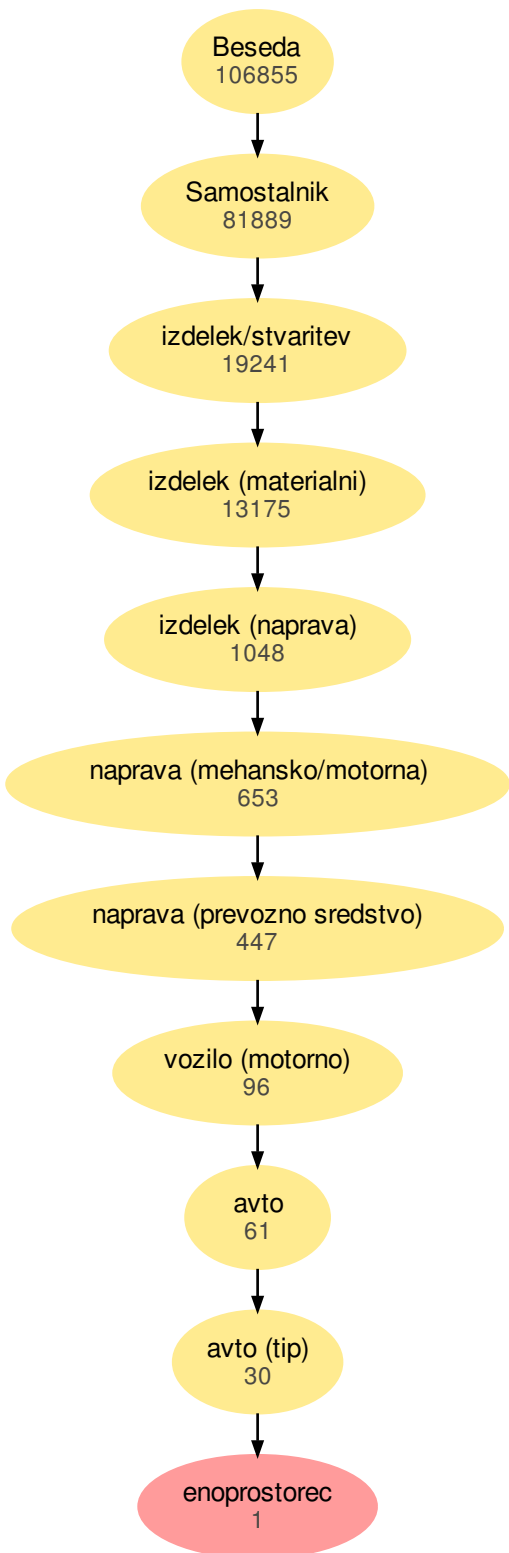 Beseda
106855
Samostalnik
81889
izdelek/stvaritev
19241
izdelek (materialni)
13175
izdelek (naprava)
1048
naprava (mehansko/motorna)
653
naprava (prevozno sredstvo)
447
vozilo (motorno)
96
avto
61
avto (tip)
30
enoprostorec
1